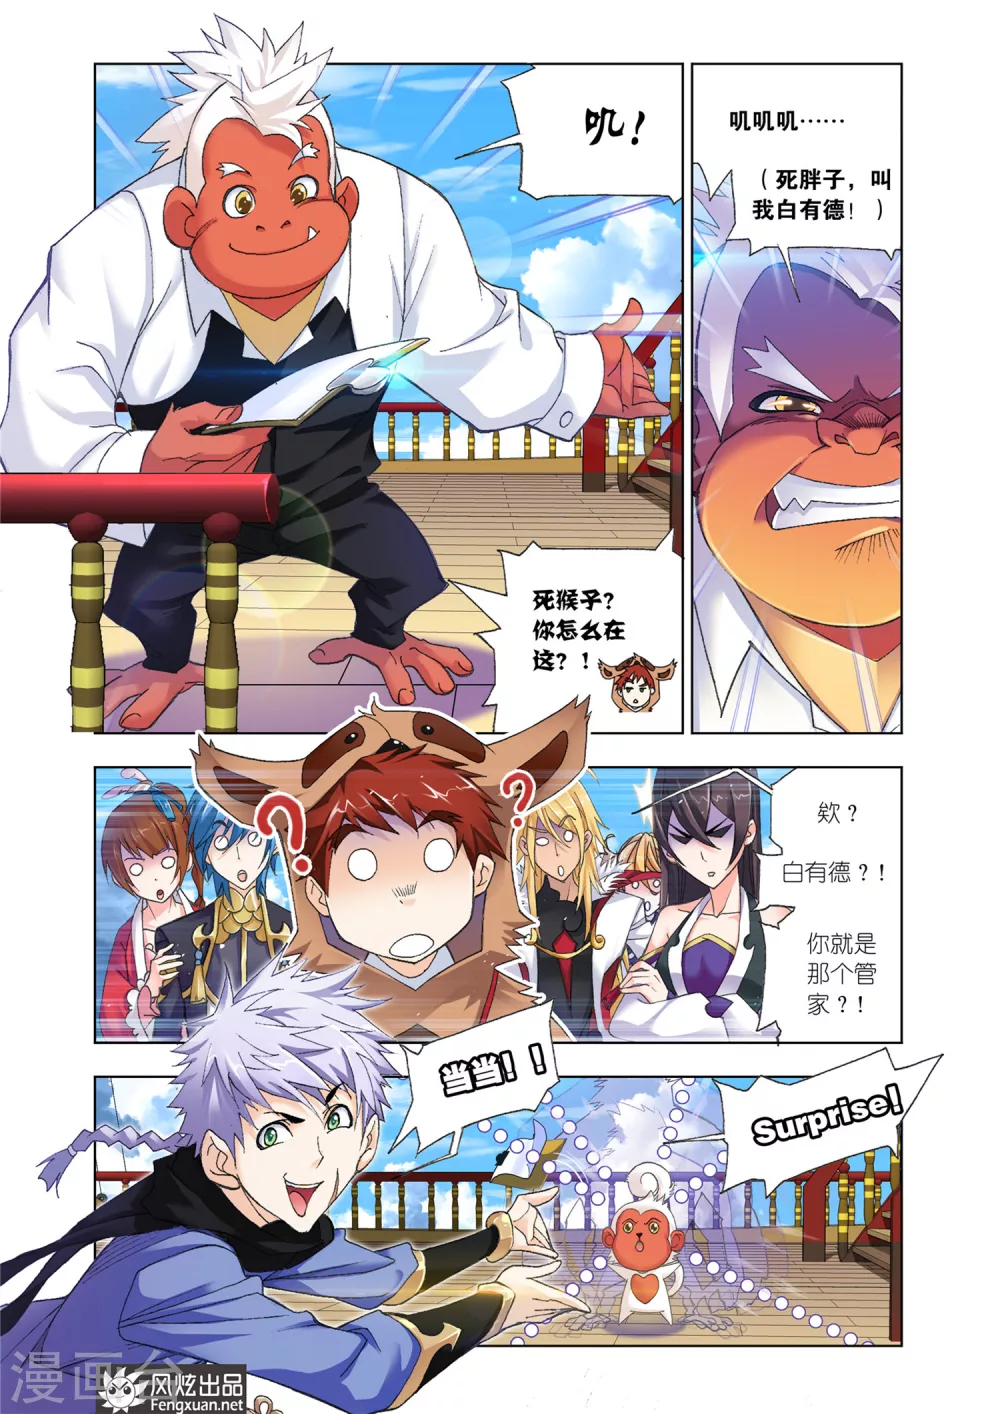 叽！
叽叽叽……
（死胖子，叫
我白有德！）
死猴子？
你怎么在
这？！
欸？
白有德？！
你就是
那个管
家？！
当当！！
Surprise!
漫画台
风炫出品
Fengxuan.net